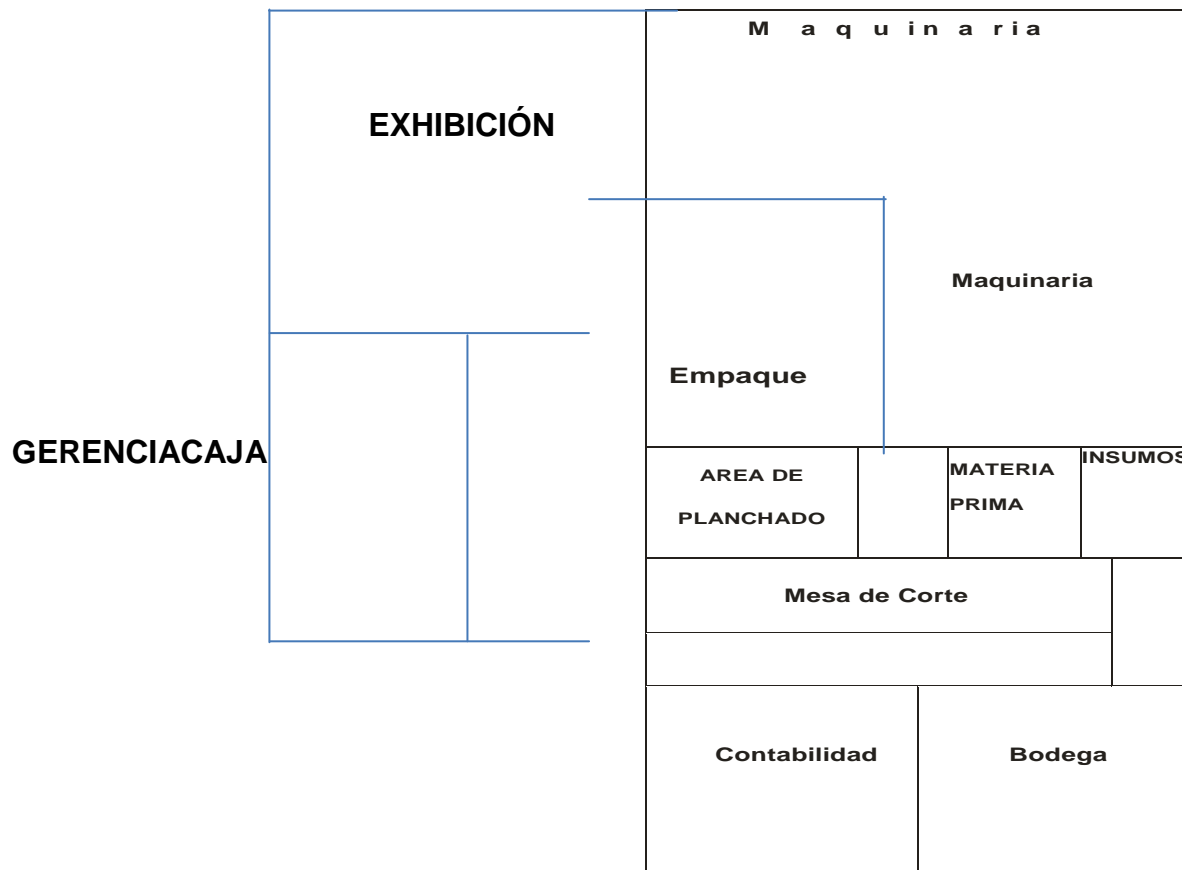 M a q u i n a r i a
EXHIBICIÓN
Maquinaria
Empaque
GERENCIACAJA
AREA DE
PLANCHADO
MATERIA
PRIMA
INSUMOS
Mesa de Corte
Contabilidad
Bodega